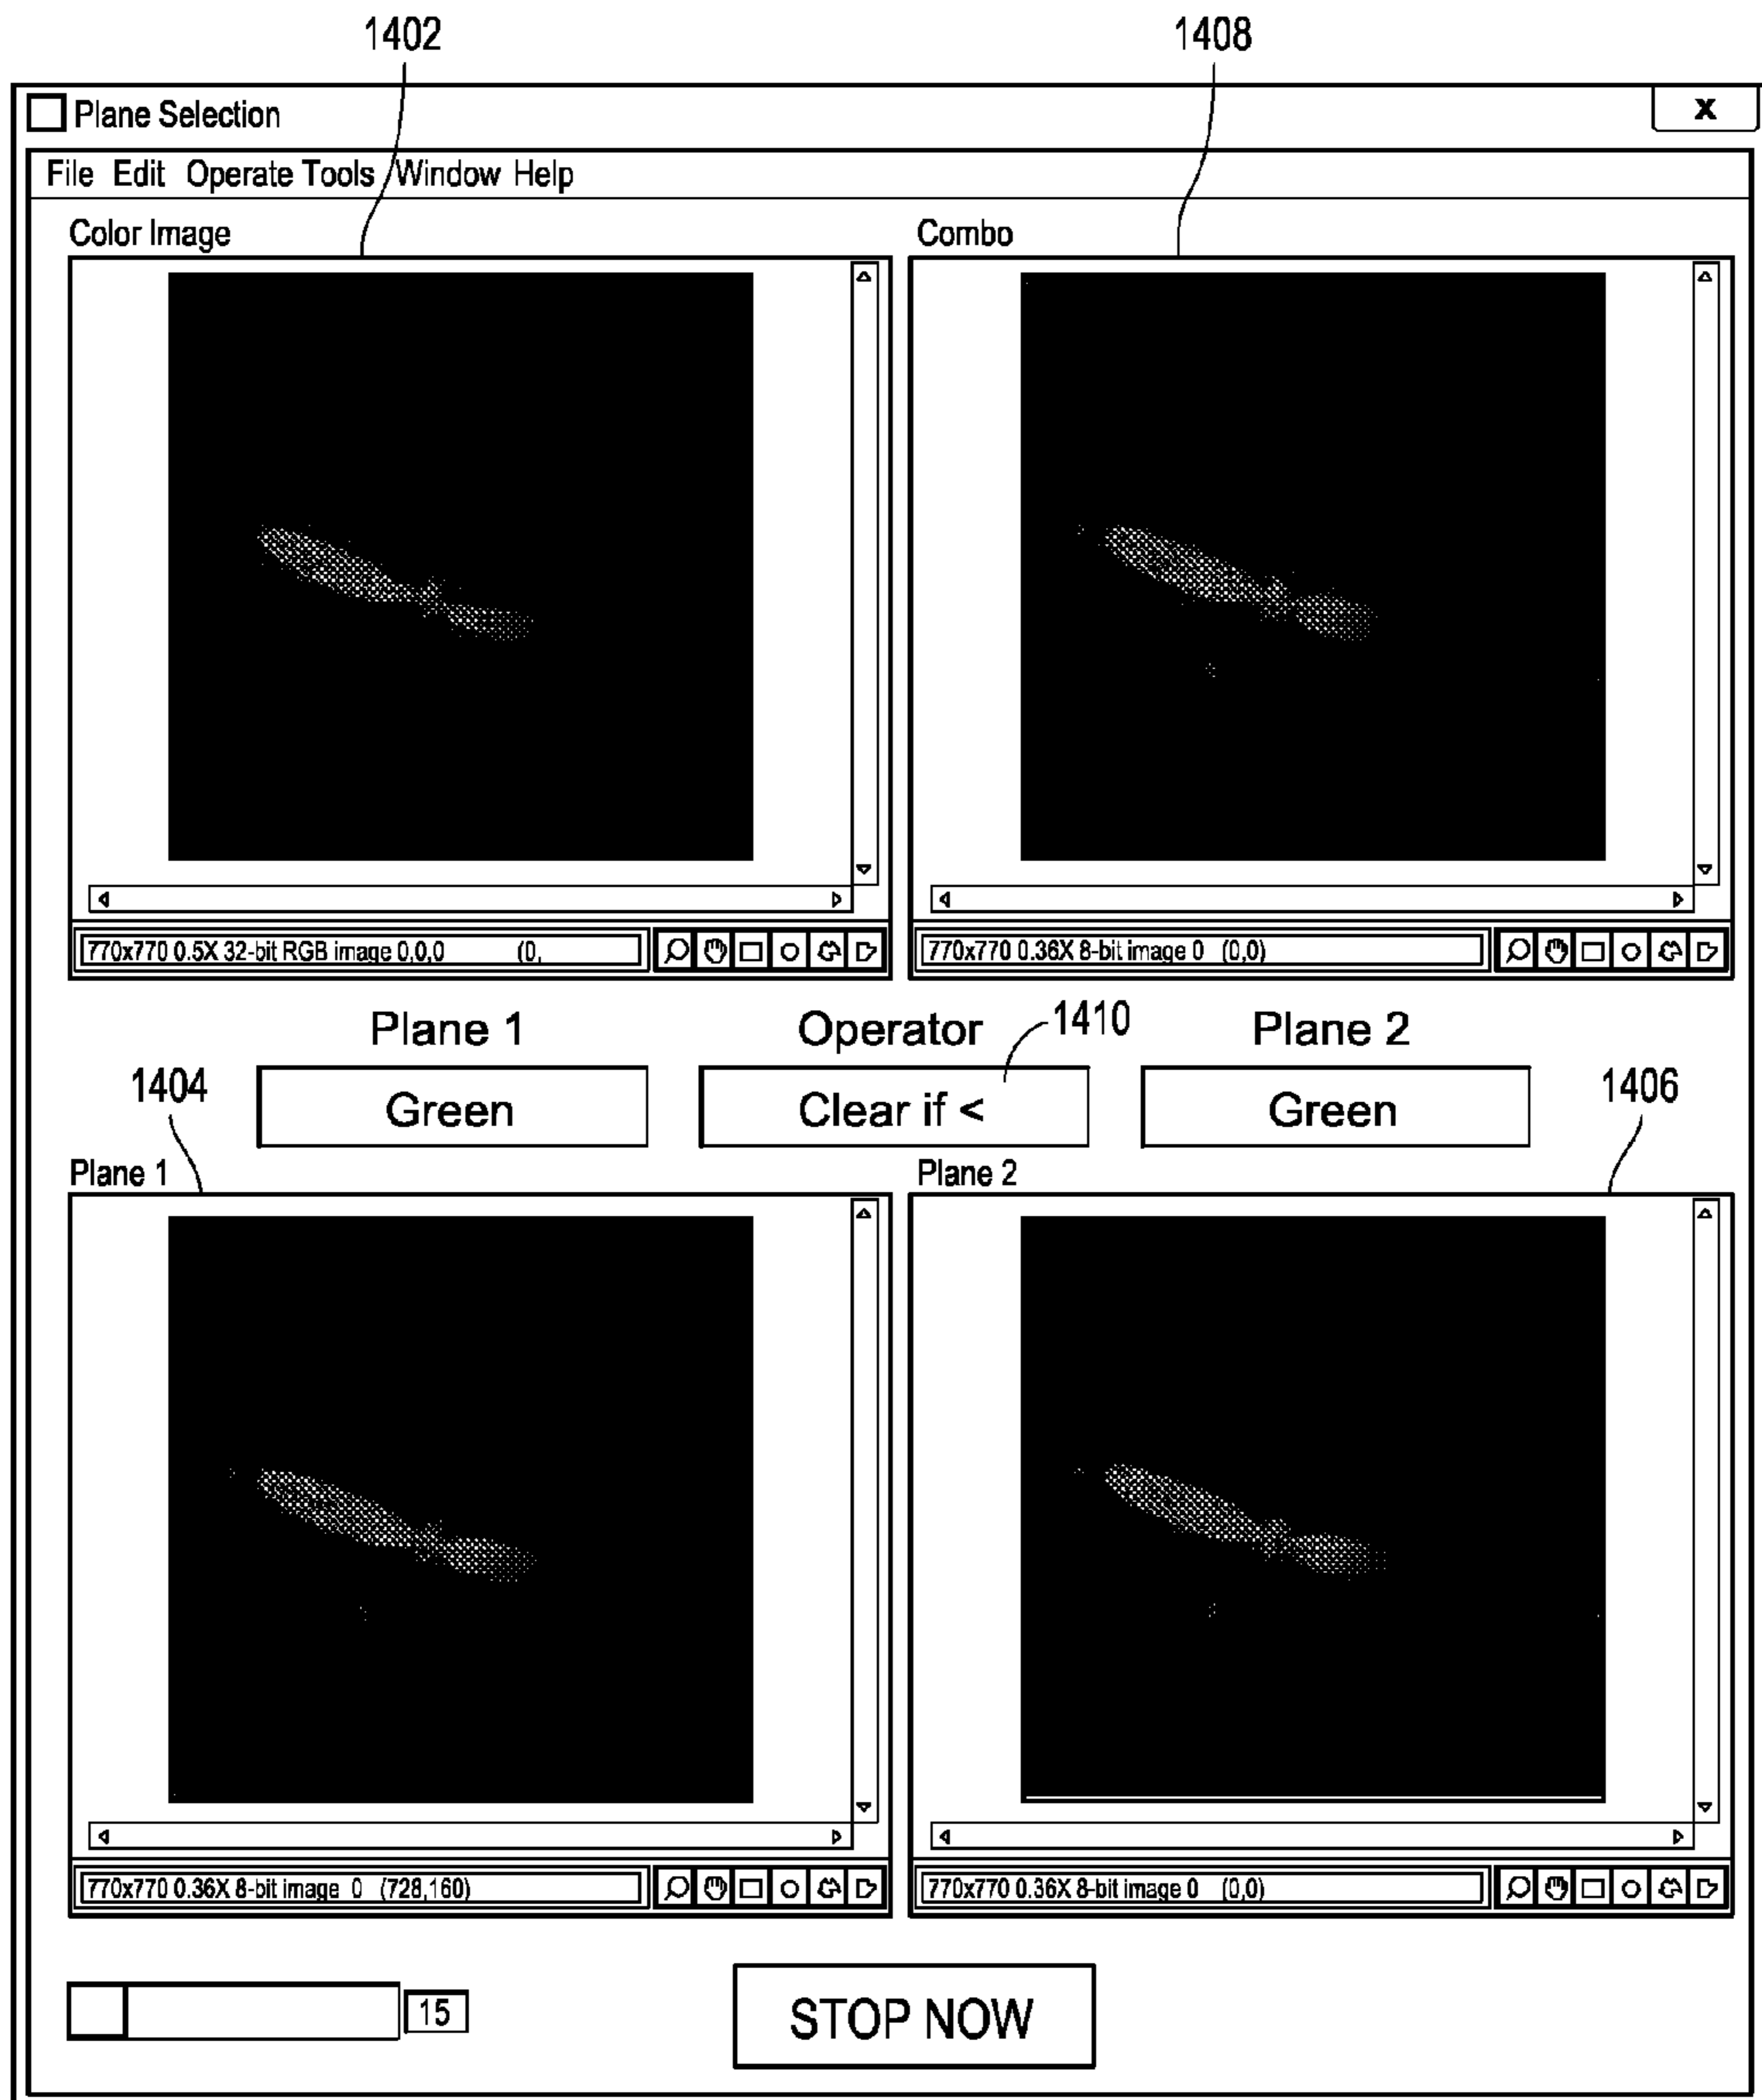 1402
1408
Plane Selection
X
File Edit Operate Tools Window Help
Color Image
Combo
770x770 0.5X 32-bit RGB image 0,0,0 (0,
770x770 0.36X 8-bit image 0 (0,0)
Plane 1
Operator
1410
Plane 2
1404
Green
Clear if <
Green
1406
Plane 1
Plane 2
770x770 0.36X 8-bit image 0 (728,160)
770x770 0.36X 8-bit image 0 (0,0)
15
STOP NOW